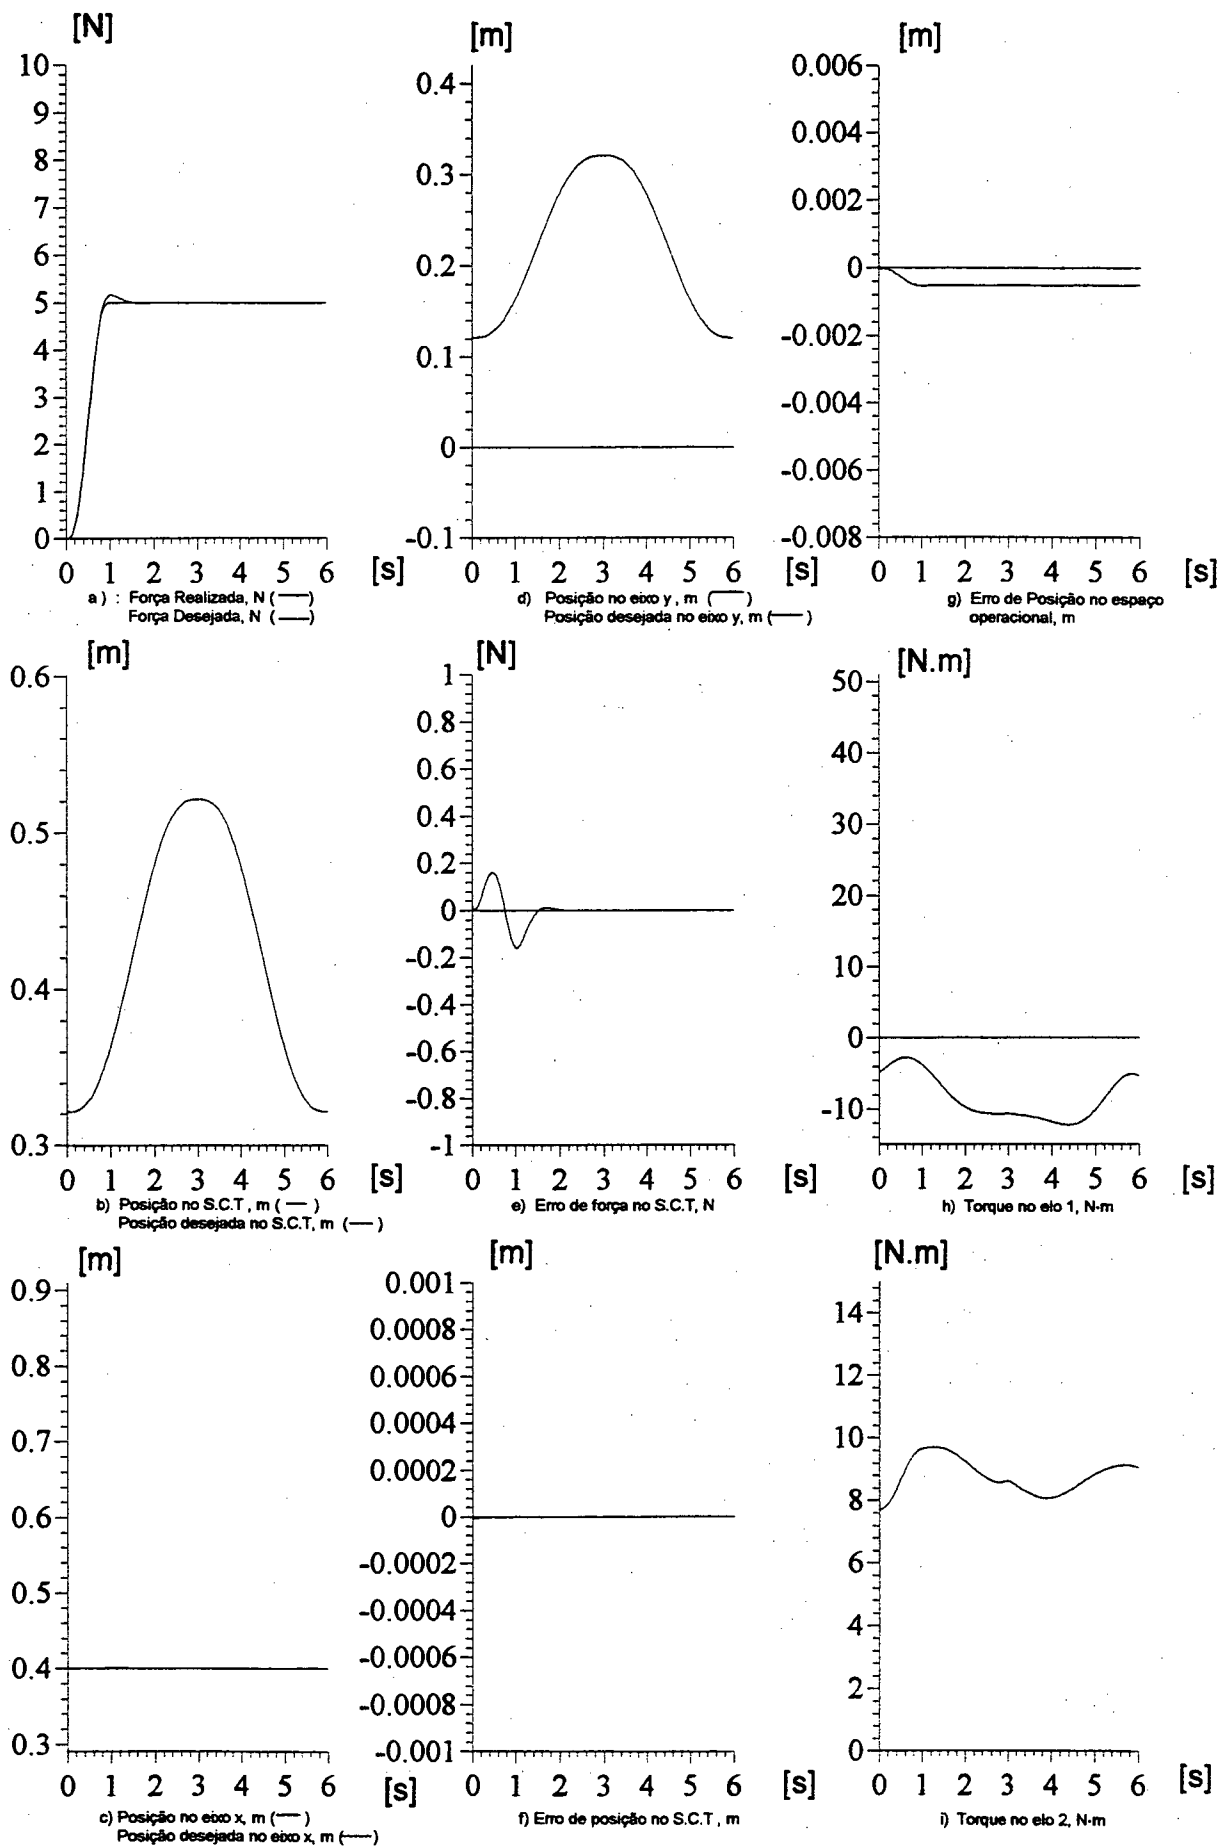 [N]
10
9
8
7
6
5
4
3
2
1
0
0 1 2 3 4 5 6 [s]
a ) : Força Realizada, N (——)
Força Desejada, N (——)
[m]
0.4
0.3
0.2
0.1
0
-0.1
0 1 2 3 4 5 6 [s]
d) Posição no eixo y , m (——)
Posição desejada no eixo y, m (——)
[m]
0.006
0.004
0.002
0
-0.002
-0.004
-0.006
-0.008
0 1 2 3 4 5 6 [s]
g) Erro de Posição no espaço
operacional, m
[m]
0.6
0.5
0.4
0.3
0 1 2 3 4 5 6 [s]
b) Posição no S.C.T , m (——)
Posição desejada no S.C.T, m (——)
[N]
1
0.8
0.6
0.4
0.2
0
-0.2
-0.4
-0.6
-0.8
-1
0 1 2 3 4 5 6 [s]
e) Erro de força no S.C.T, N
[N.m]
50
40
30
20
10
0
-10
0 1 2 3 4 5 6 [s]
h) Torque no elo 1, N-m
[m]
0.9
0.8
0.7
0.6
0.5
0.4
0.3
0 1 2 3 4 5 6 [s]
c) Posição no eixo x, m (——)
Posição desejada no eixo x, m (——)
[m]
0.001
0.0008
0.0006
0.0004
0.0002
0
-0.0002
-0.0004
-0.0006
-0.0008
-0.001
0 1 2 3 4 5 6 [s]
f) Erro de posição no S.C.T , m
[N.m]
14
12
10
8
6
4
2
0
0 1 2 3 4 5 6 [s]
i) Torque no elo 2, N-m